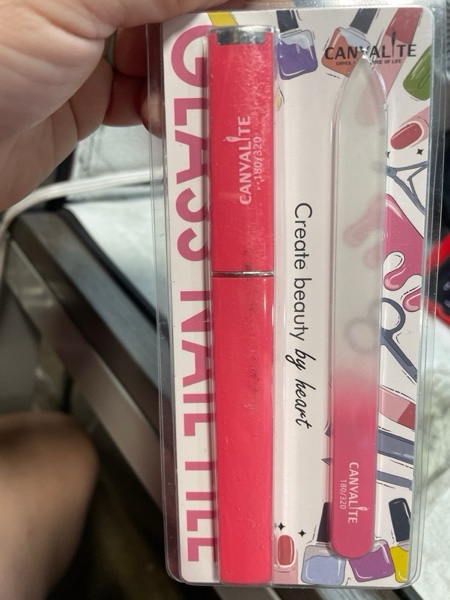 GLASS NAIL FILE
CANVALITE
180/320
Create beauty by heart
CANVALITE
CANVALITE
180/320